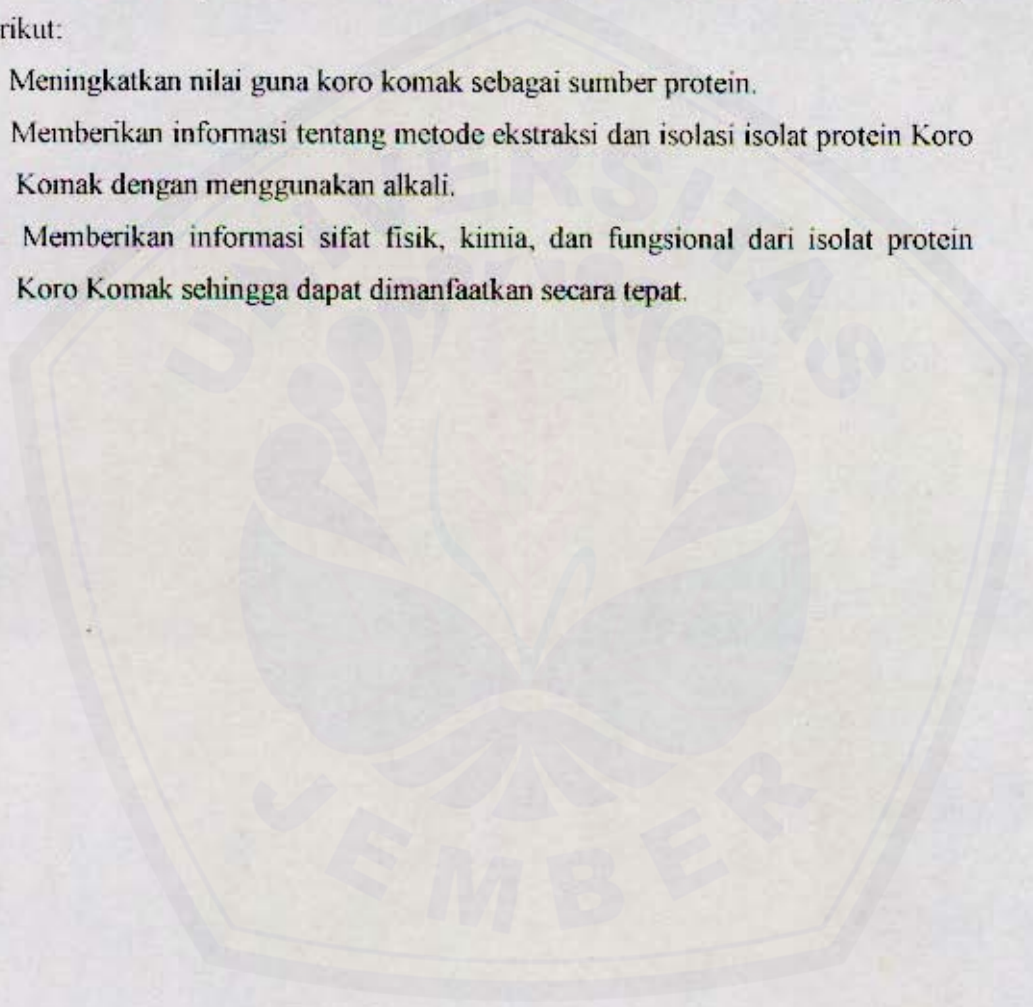 rikut:
Meningkatkan nilai guna koro komak sebagai sumber protein.
Memberikan informasi tentang metode ekstraksi dan isolasi isolat protein Koro
Komak dengan menggunakan alkali.
Memberikan informasi sifat fisik, kimia, dan fungsional dari isolat protein
Koro Komak sehingga dapat dimanfaatkan secara tepat.
UNIVERSITAS
JEMBER